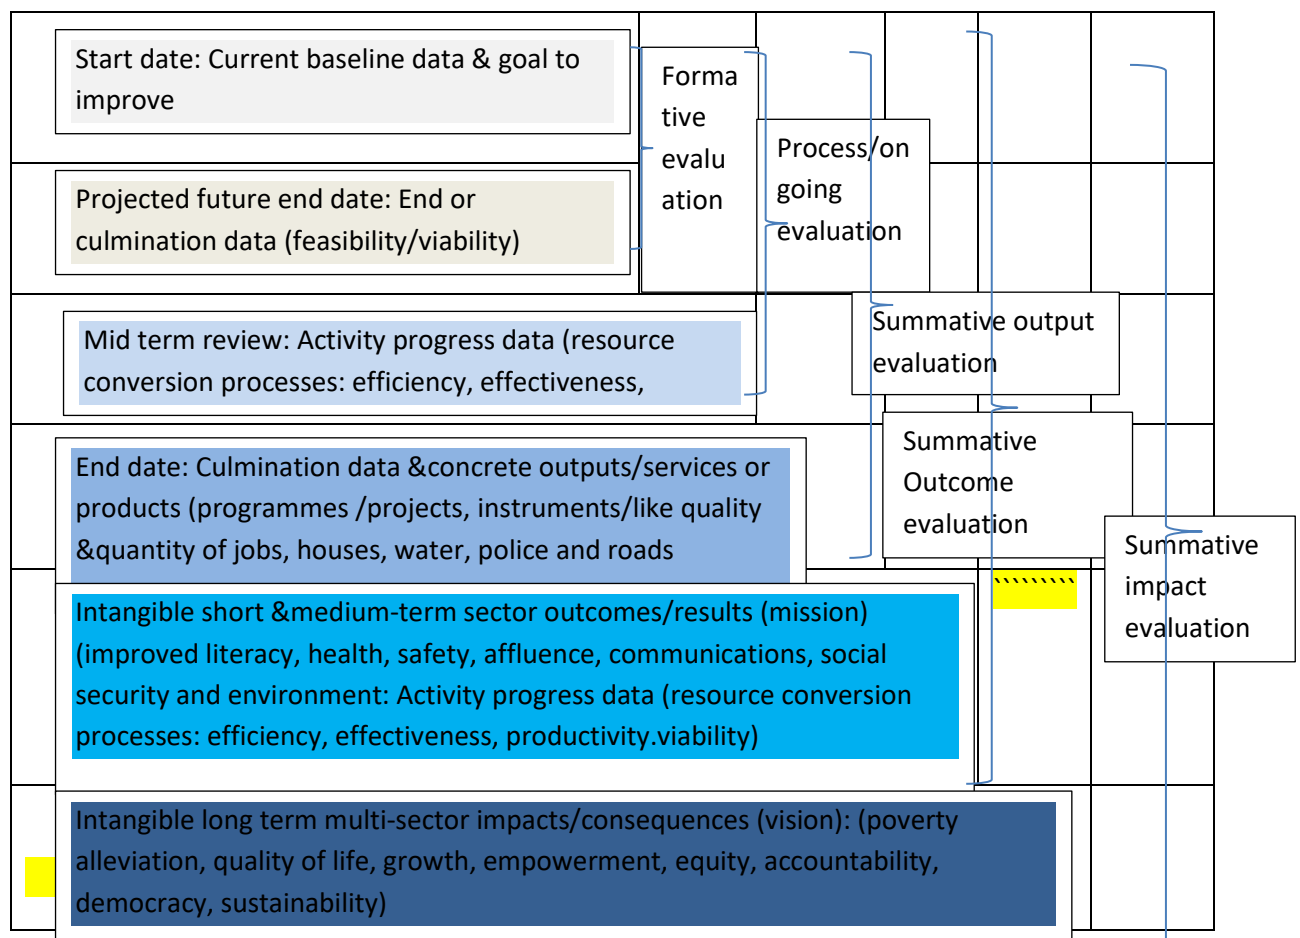 Start date: Current baseline data & goal to
improve
Forma
tive
evalu
ation
Process/on
going
evaluation
Projected future end date: End or
culmination data (feasibility/viability)
Mid term review: Activity progress data (resource
conversion processes: efficiency, effectiveness,
Summative output
evaluation
End date: Culmination data &concrete outputs/services or
products (programmes /projects, instruments/like quality
&quantity of jobs, houses, water, police and roads
Summative
Outcome
evaluation
Summative
impact
evaluation
Intangible short &medium-term sector outcomes/results (mission)
(improved literacy, health, safety, affluence, communications, social
security and environment: Activity progress data (resource conversion
processes: efficiency, effectiveness, productivity.viability)
`````````
Intangible long term multi-sector impacts/consequences (vision): (poverty
alleviation, quality of life, growth, empowerment, equity, accountability,
democracy, sustainability)